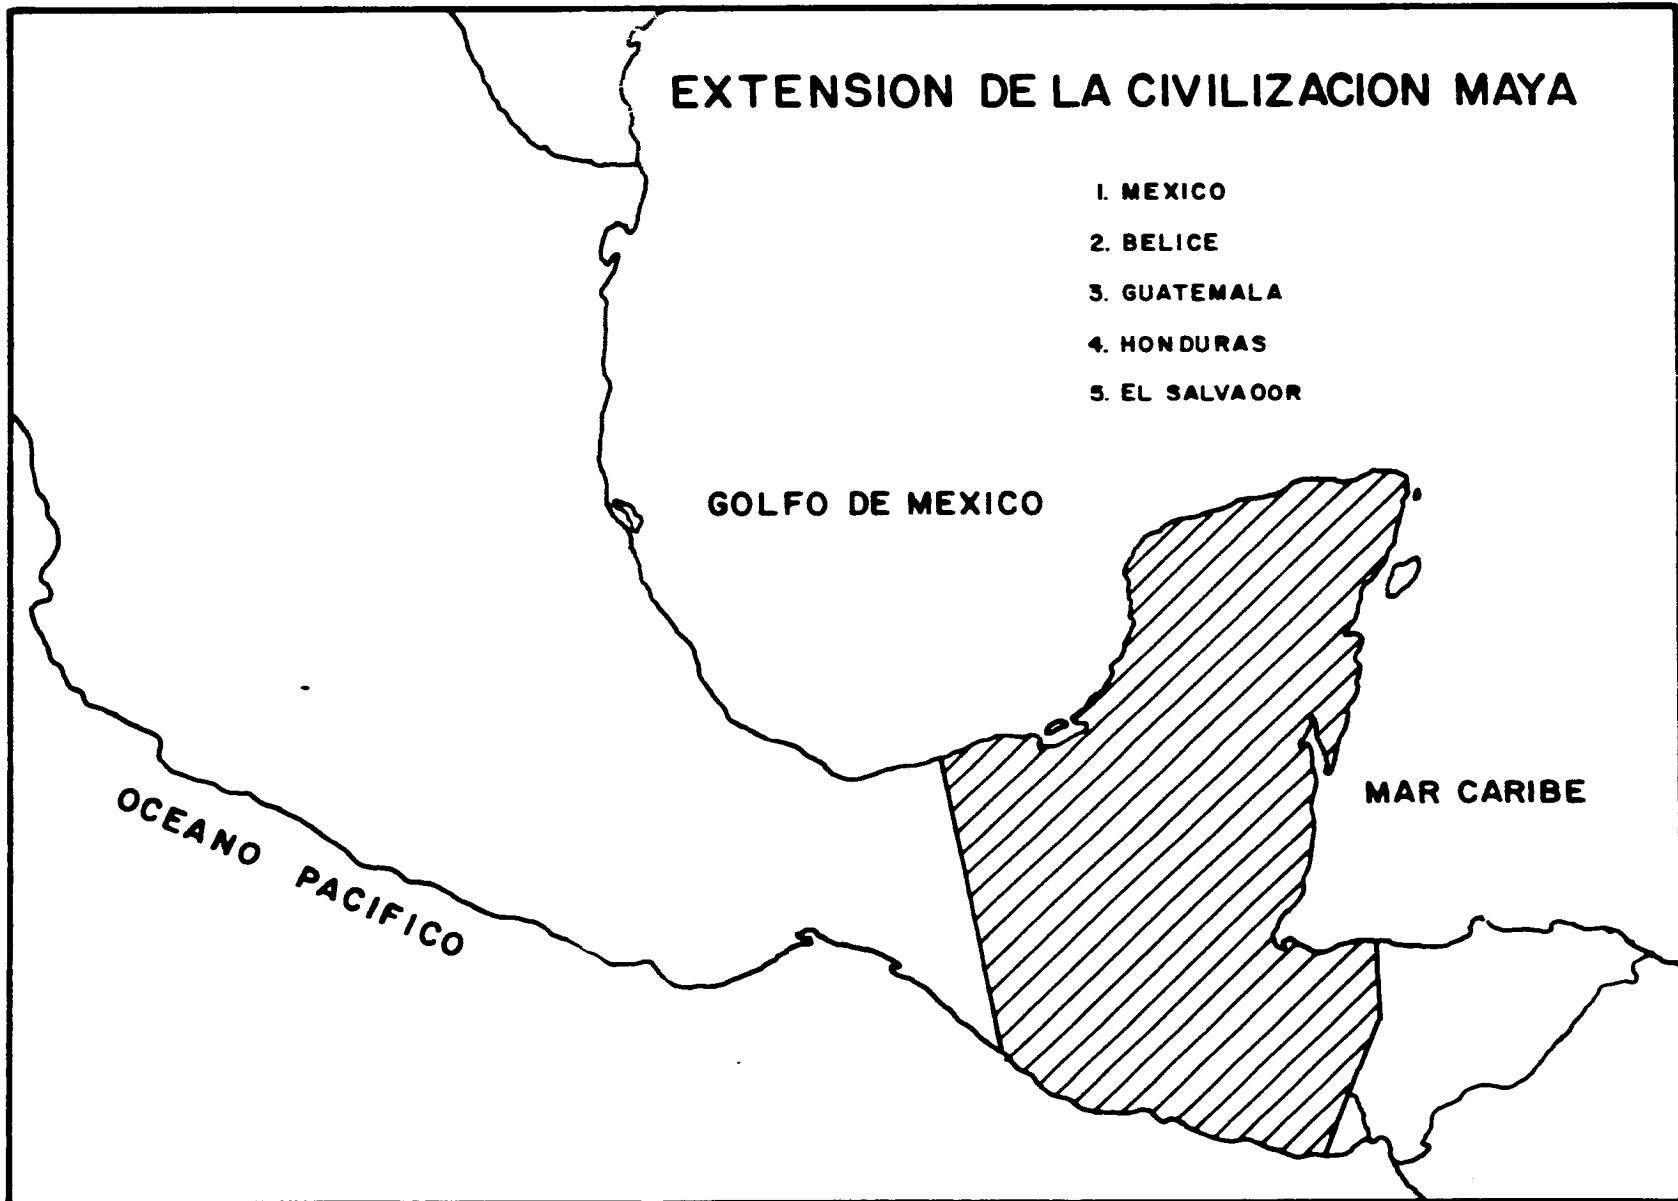 EXTENSION DE LA CIVILIZACION MAYA
1. MEXICO
2. BELICE
3. GUATEMALA
4. HONDURAS
5. EL SALVAOOR
GOLFO DE MEXICO
MAR CARIBE
OCEANO PACIFICO